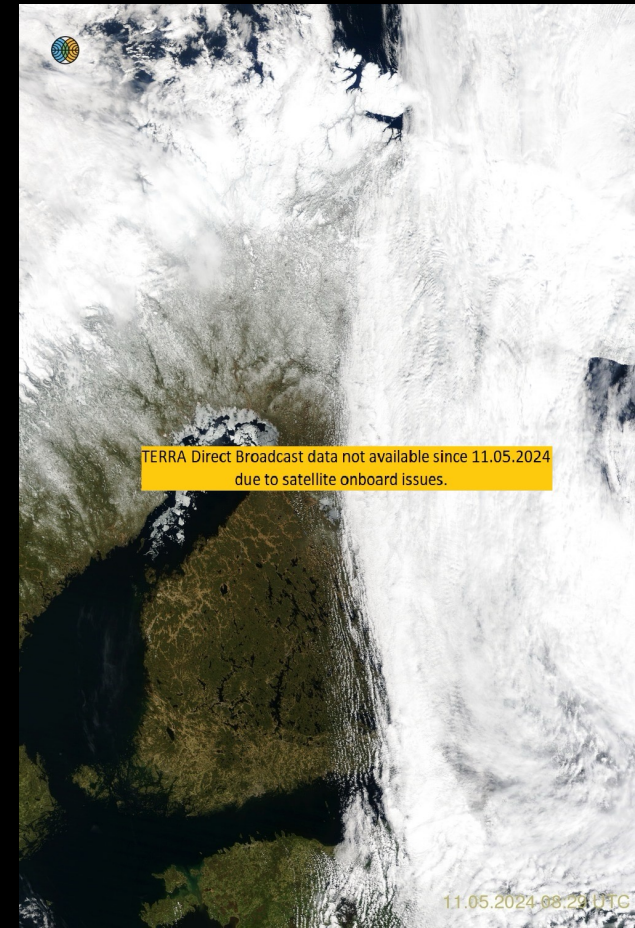 TERRA Direct Broadcast data not available since 11.05.2024
due to satellite onboard issues.
11.05.2024 08:29 UTC